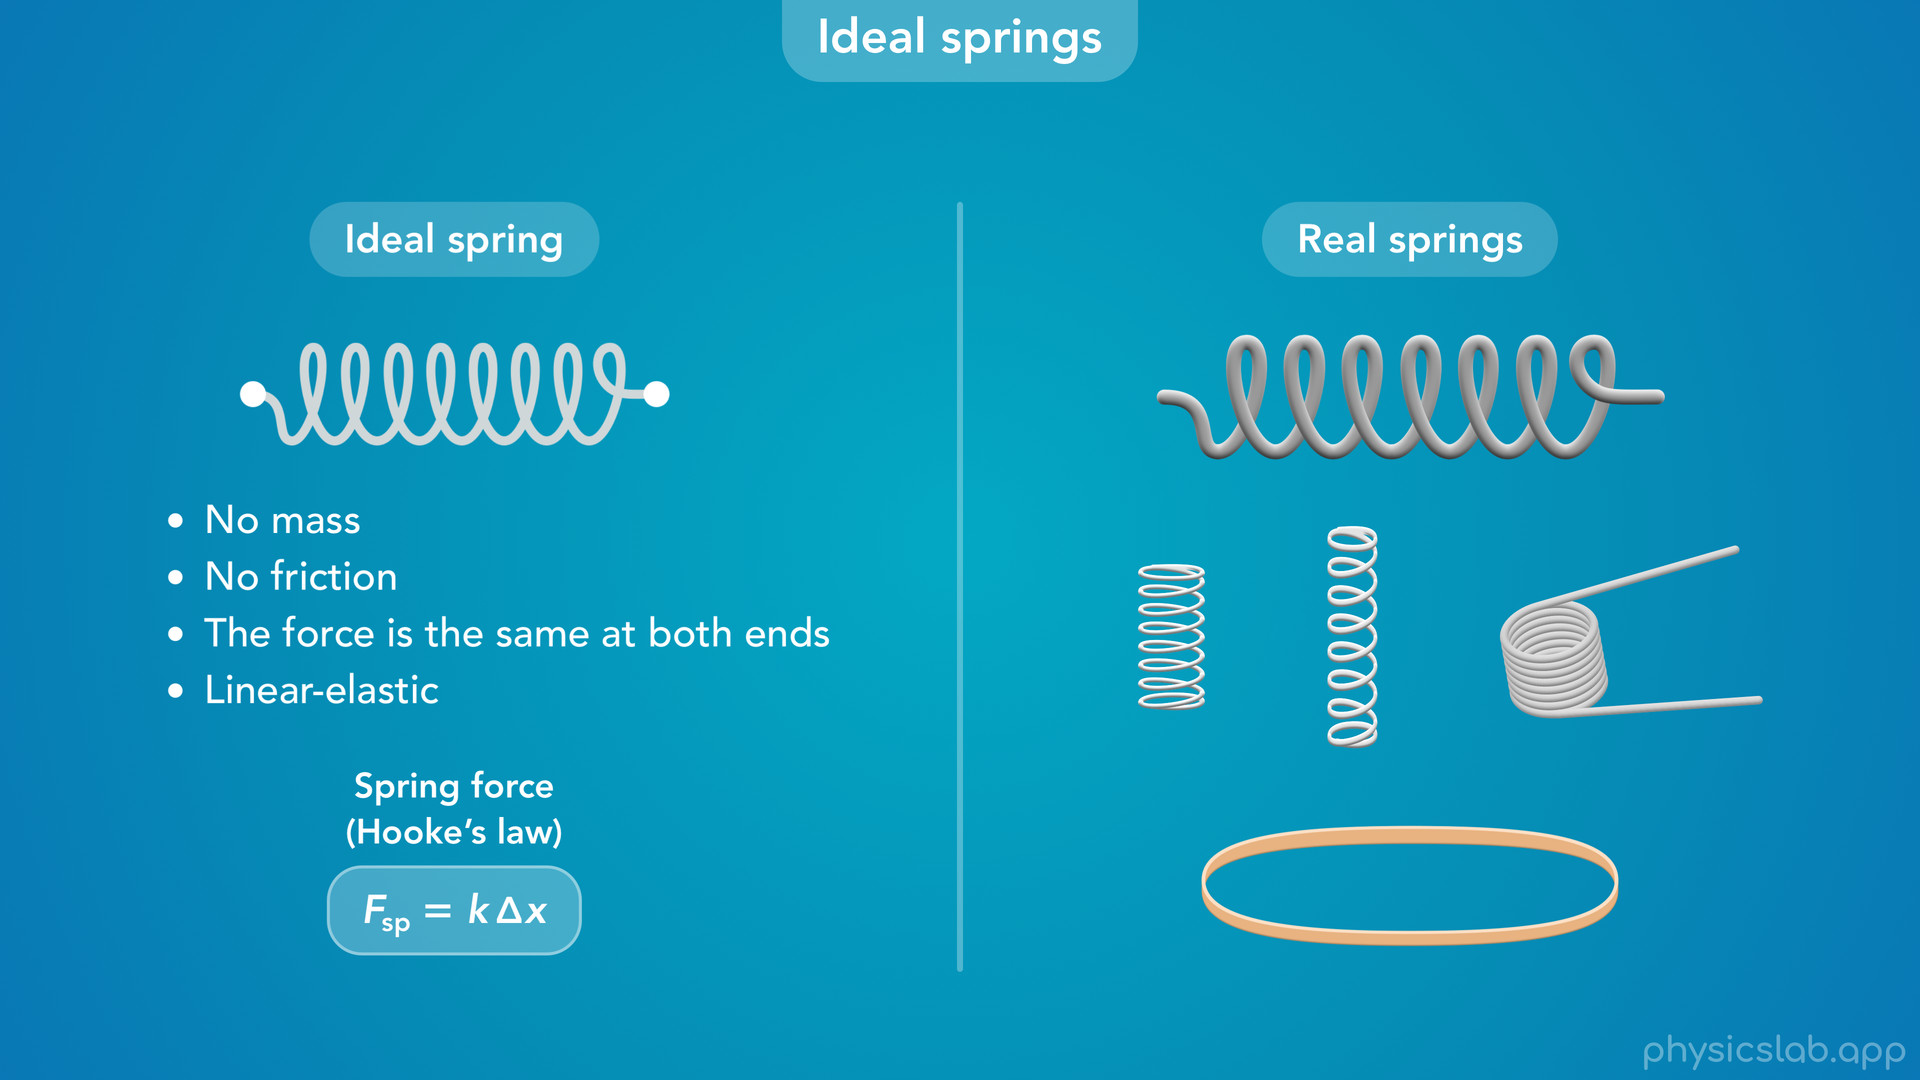 Ideal springs
Ideal spring
• No mass
• No friction
• The force is the same at both ends
• Linear-elastic
Spring force
(Hooke’s law)
Fsp = k Δx
Real springs
physicslab.app